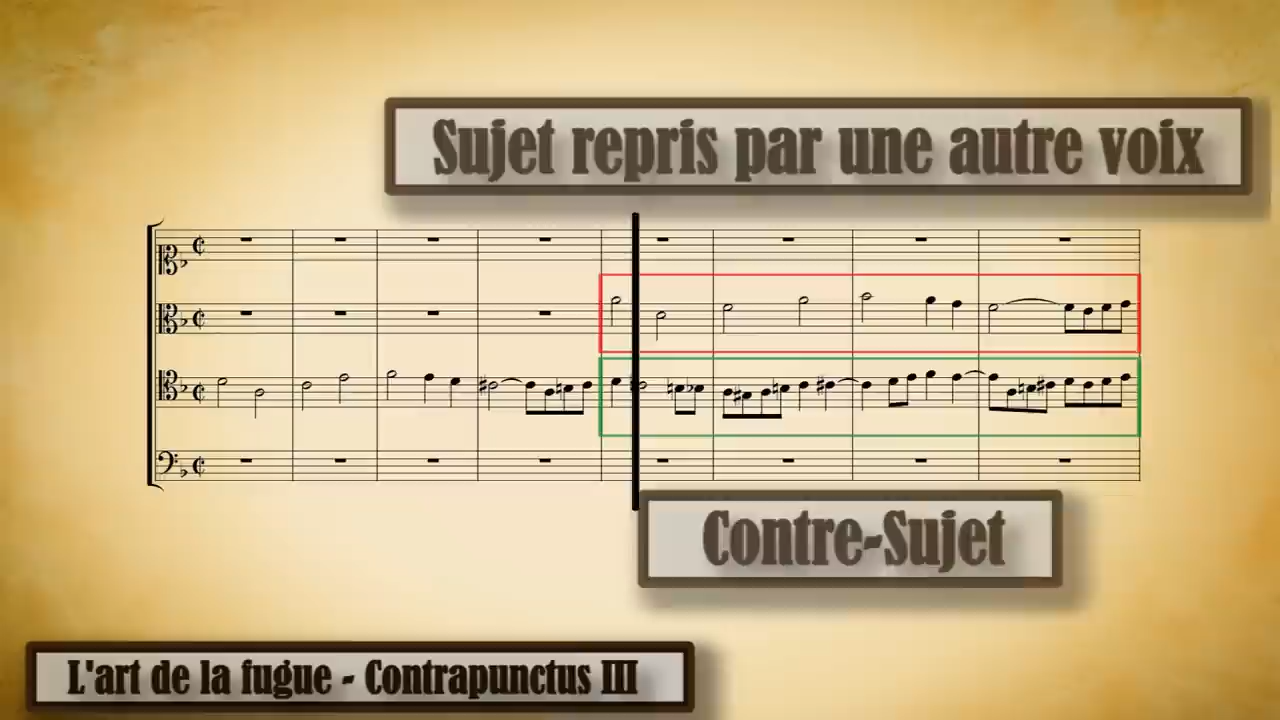 Sujet repris par une autre voix
Contre-Sujet
L'art de la fugue - Contrapunctus III